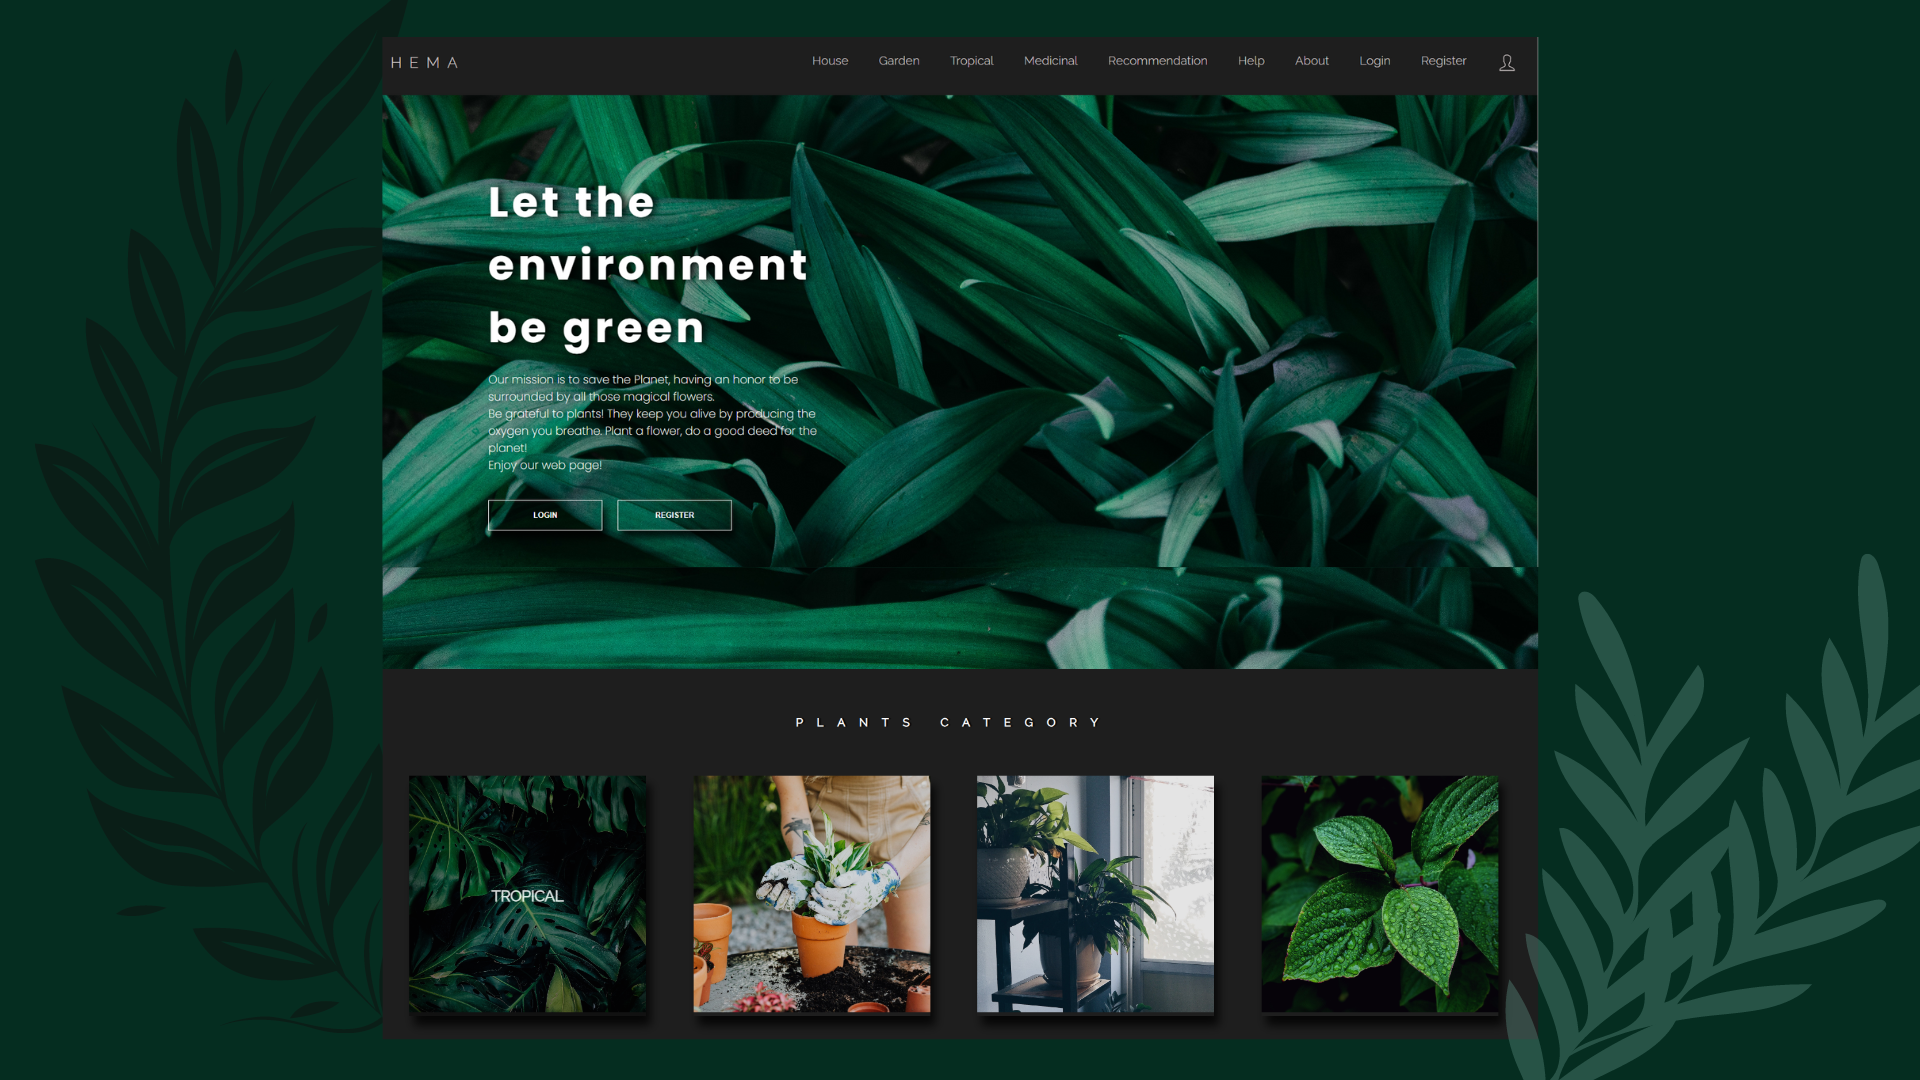 HEMA
House Garden Tropical Medicinal Recommendation Help About Login Register
Let the
environment
be green
Our mission is to save the Planet, having an honor to be
surrounded by all those magical flowers.
Be grateful to plants! They keep you alive by producing the
oxygen you breathe. Plant a flower, do a good deed for the
planet!
Enjoy our web page!
LOGIN REGISTER
PLANTS CATEGORY
TROPICAL